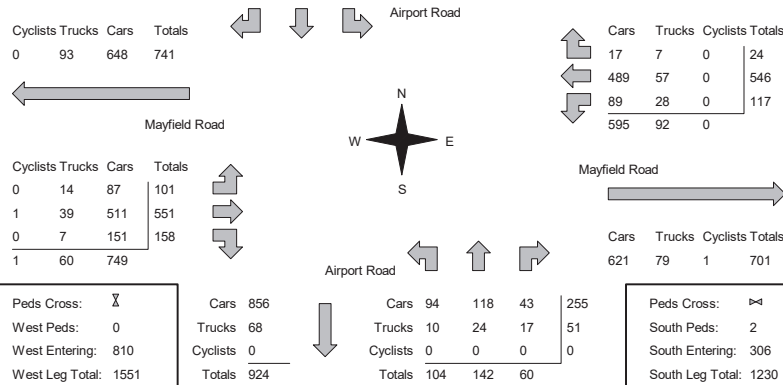 Airport Road
Cyclists Trucks Cars Totals
0 93 648 741
Cars Trucks Cyclists Totals
17 7 0 24
489 57 0 546
89 28 0 117
595 92 0
Mayfield Road
N
W E
S
Cyclists Trucks Cars Totals
0 14 87 101
1 39 511 551
0 7 151 158
1 60 749
Mayfield Road
Cars Trucks Cyclists Totals
621 79 1 701
Airport Road
Peds Cross:
West Peds: 0
West Entering: 810
West Leg Total: 1551
Cars 856
Trucks 68
Cyclists 0
Totals 924
Cars 94 118 43 255
Trucks 10 24 17 51
Cyclists 0 0 0 0
Totals 104 142 60
Peds Cross:
South Peds: 2
South Entering: 306
South Leg Total: 1230